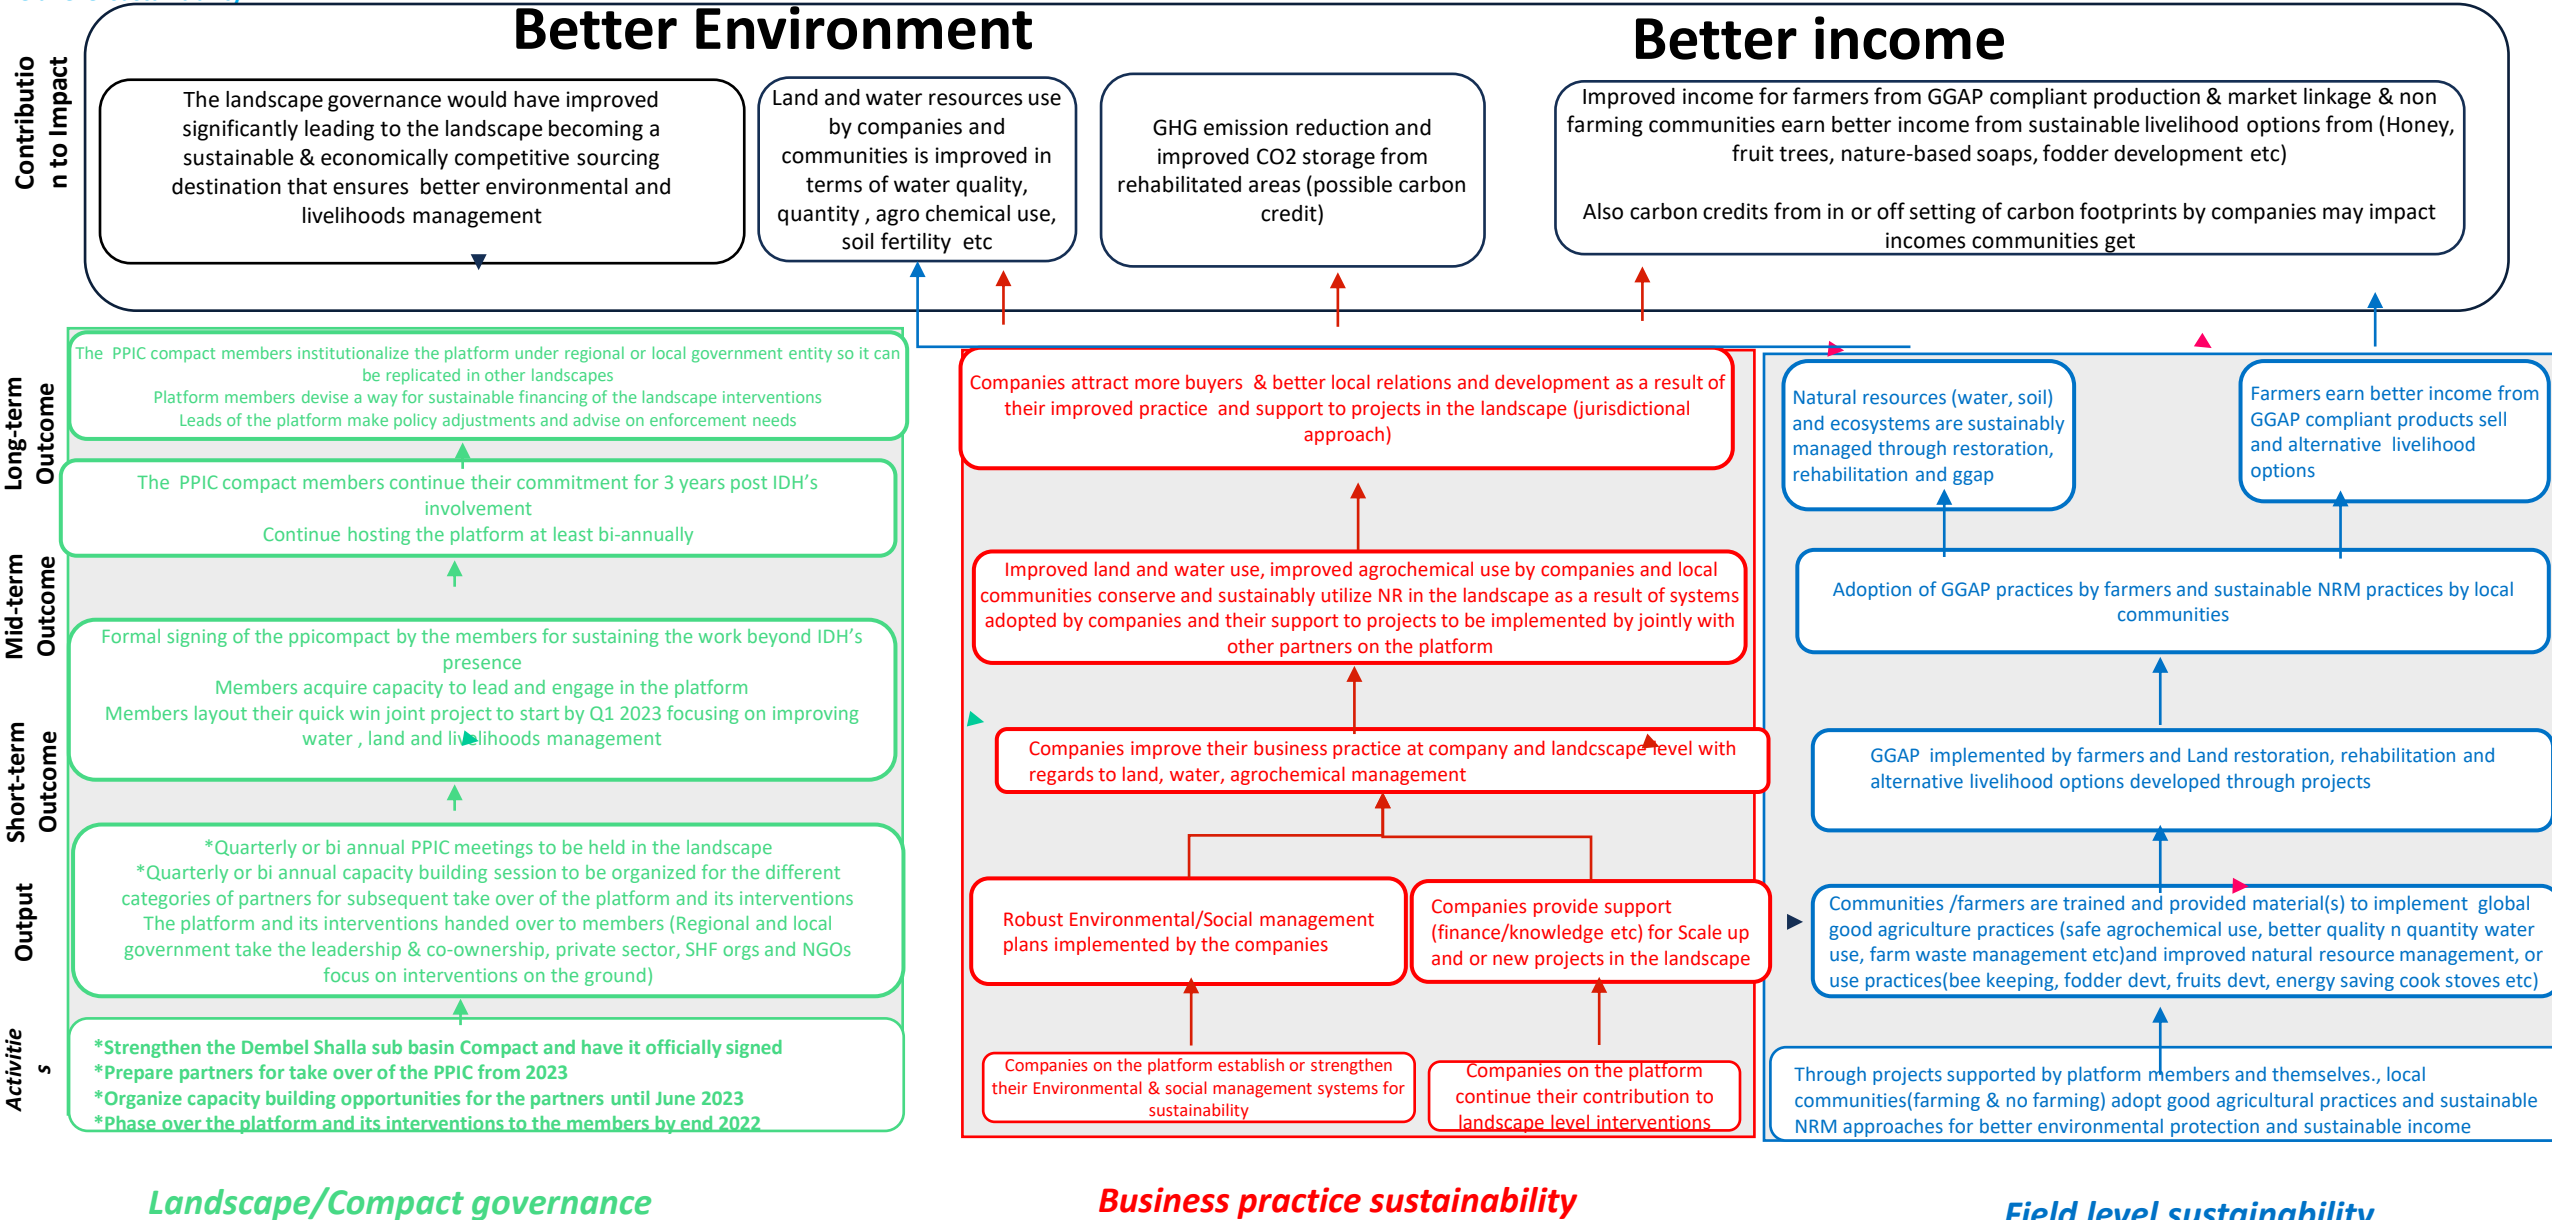 Better Environment
Better income
Contributio
n to Impact
The landscape governance would have improved
significantly leading to the landscape becoming a
sustainable & economically competitive sourcing
destination that ensures better environmental and
livelihoods management
Land and water resources use
by companies and
communities is improved in
terms of water quality,
quantity , agro chemical use,
soil fertility etc
GHG emission reduction and
improved CO2 storage from
rehabilitated areas (possible carbon
credit)
Improved income for farmers from GGAP compliant production & market linkage & non
farming communities earn better income from sustainable livelihood options from (Honey,
fruit trees, nature-based soaps, fodder development etc)
Also carbon credits from in or off setting of carbon footprints by companies may impact
incomes communities get
Long-term
Outcome
The PPIC compact members institutionalize the platform under regional or local government entity so it can
be replicated in other landscapes
Platform members devise a way for sustainable financing of the landscape interventions
Leads of the platform make policy adjustments and advise on enforcement needs
The PPIC compact members continue their commitment for 3 years post IDH's
involvement
Continue hosting the platform at least bi-annually
Companies attract more buyers & better local relations and development as a result of
their improved practice and support to projects in the landscape (jurisdictional
approach)
Natural resources (water, soil)
and ecosystems are sustainably
managed through restoration,
rehabilitation and ggap
Farmers earn better income from
GGAP compliant products sell
and alternative livelihood
options
Mid-term
Outcome
Formal signing of the ppicompact by the members for sustaining the work beyond IDH's
presence
Members acquire capacity to lead and engage in the platform
Members layout their quick win joint project to start by Q1 2023 focusing on improving
water , land and livelihoods management
Improved land and water use, improved agrochemical use by companies and local
communities conserve and sustainably utilize NR in the landscape as a result of systems
adopted by companies and their support to projects to be implemented by jointly with
other partners on the platform
Adoption of GGAP practices by farmers and sustainable NRM practices by local
communities
Short-term
Outcome
Companies improve their business practice at company and landcscape level with
regards to land, water, agrochemical management
GGAP implemented by farmers and Land restoration, rehabilitation and
alternative livelihood options developed through projects
Output
*Quarterly or bi annual PPIC meetings to be held in the landscape
*Quarterly or bi annual capacity building session to be organized for the different
categories of partners for subsequent take over of the platform and its interventions
The platform and its interventions handed over to members (Regional and local
government take the leadership & co-ownership, private sector, SHF orgs and NGOs
focus on interventions on the ground)
Robust Environmental/Social management
plans implemented by the companies
Companies provide support
(finance/knowledge etc) for Scale up
and or new projects in the landscape
Communities /farmers are trained and provided material(s) to implement global
good agriculture practices (safe agrochemical use, better quality n quantity water
use, farm waste management etc)and improved natural resource management, or
use practices(bee keeping, fodder devt, fruits devt, energy saving cook stoves etc)
Activitie
s
*Strengthen the Dembel Shalla sub basin Compact and have it officially signed
*Prepare partners for take over of the PPIC from 2023
*Organize capacity building opportunities for the partners until June 2023
*Phase over the platform and its interventions to the members by end 2022
Companies on the platform establish or strengthen
their Environmental & social management systems for
sustainability
Companies on the platform
continue their contribution to
landscape level interventions
Through projects supported by platform members and themselves., local
communities(farming & no farming) adopt good agricultural practices and sustainable
NRM approaches for better environmental protection and sustainable income
Landscape/Compact governance
Business practice sustainability
Field level sustainability